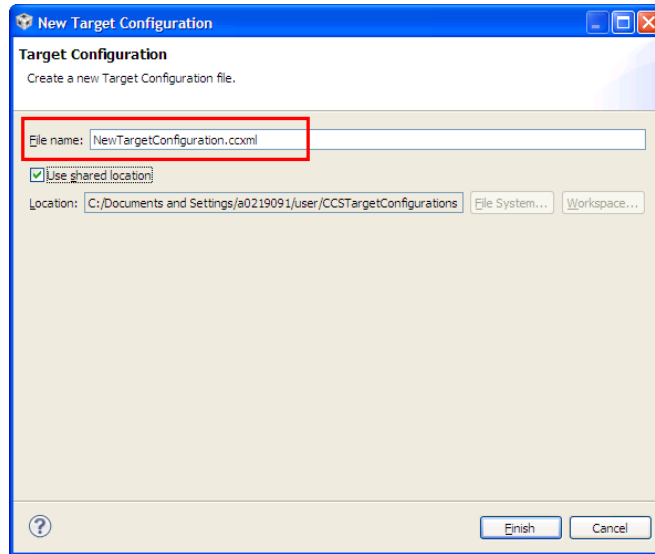 New Target Configuration
Target Configuration
Create a new Target Configuration file.
File name: NewTargetConfiguration.ccxml
Use shared location
Location: C:/Documents and Settings/a0219091/user/CCSTargetConfigurations File System... Workspace...
Finish Cancel